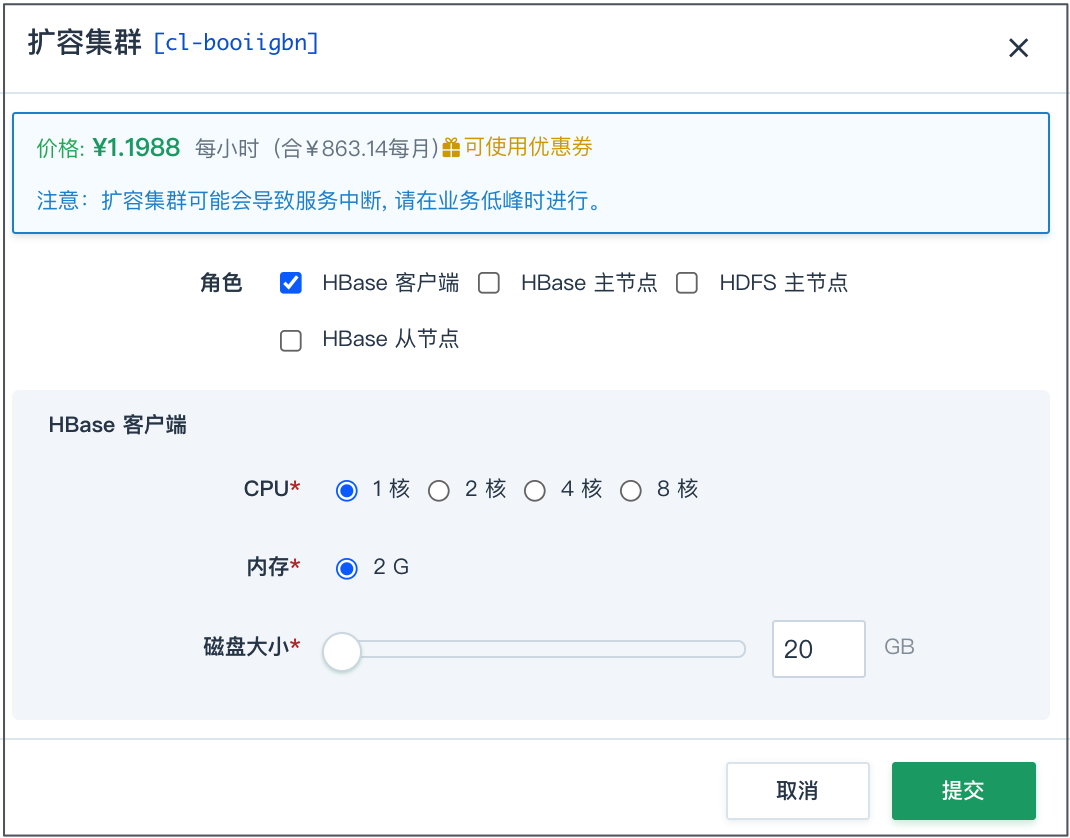 扩容集群 [cl-booiigbn]
价格: ¥1.1988 每小时（合¥863.14每月）可使用优惠券
注意：扩容集群可能会导致服务中断, 请在业务低峰时进行。
角色 HBase 客户端 HBase 主节点 HDFS 主节点
HBase 从节点
HBase 客户端
CPU* 1 核 2 核 4 核 8 核
内存* 2 G
磁盘大小* 20 GB
取消 提交